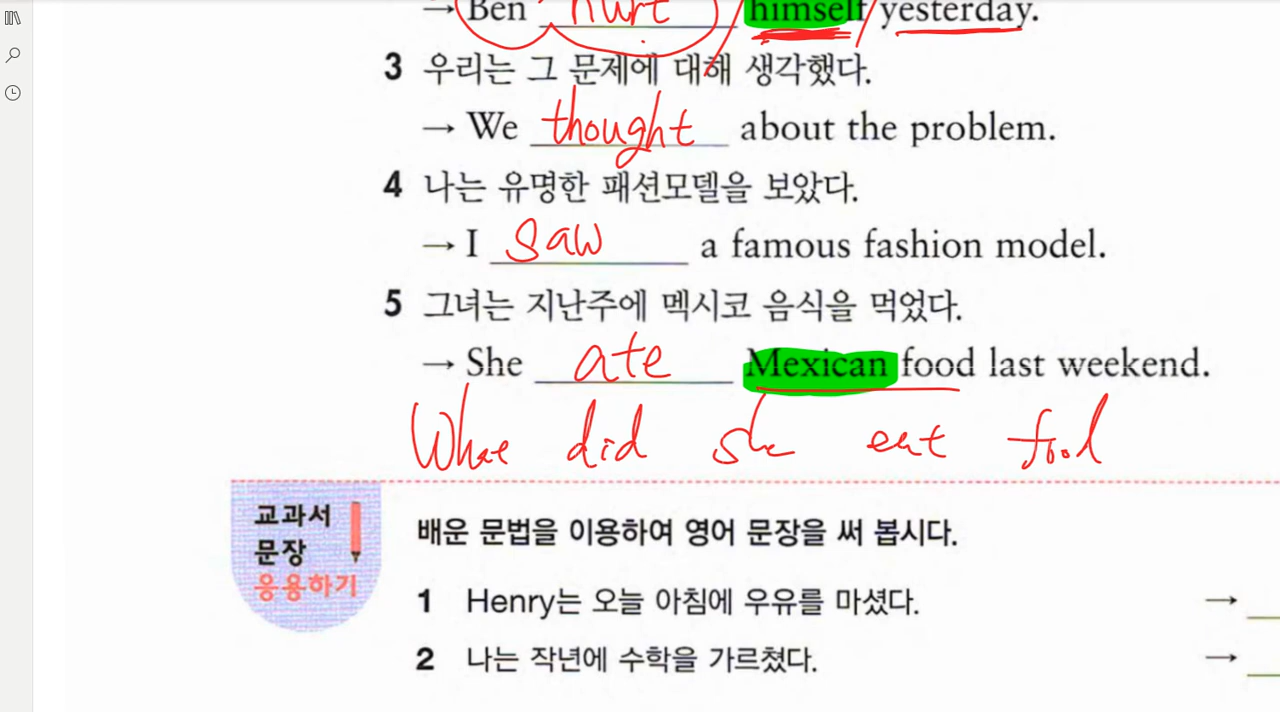 → Ben hurt himself yesterday.
3 우리는 그 문제에 대해 생각했다.
→ We thought about the problem.
4 나는 유명한 패션모델을 보았다.
→ I saw a famous fashion model.
5 그녀는 지난주에 멕시코 음식을 먹었다.
→ She ate Mexican food last weekend.
What did she eat food
교과서
문장
응용하기
배운 문법을 이용하여 영어 문장을 써 봅시다.
1 Henry는 오늘 아침에 우유를 마셨다. →
2 나는 작년에 수학을 가르쳤다. →